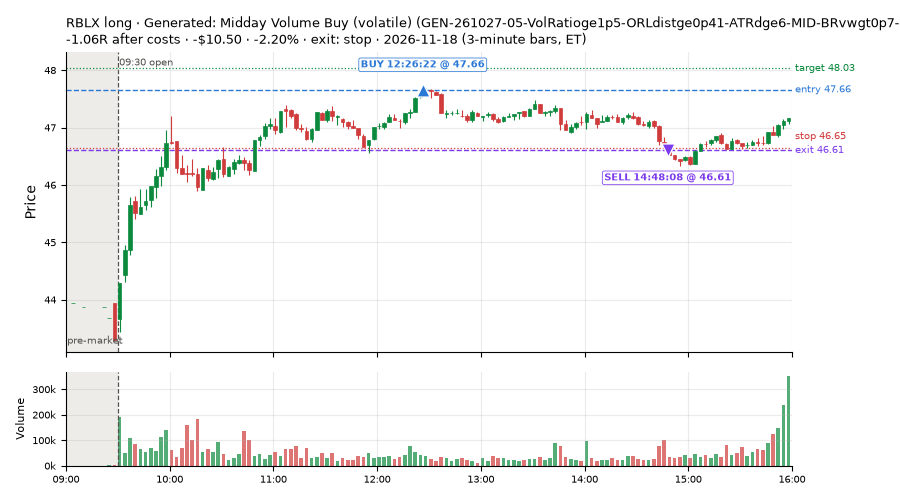 RBLX long · Generated: Midday Volume Buy (volatile) (GEN-261027-05-VolRatioge1p5-ORLdistge0p41-ATRdge6-MID-BRvwgt0p7-
-1.06R after costs · -$10.50 · -2.20% · exit: stop · 2026-11-18 (3-minute bars, ET)
09:30 open
BUY 12:26:22 @ 47.66
target 48.03
entry 47.66
stop 46.65
exit 46.61
SELL 14:48:08 @ 46.61
pre-market
Price
48
47
46
45
44
10:00
09:00
11:00
12:00
13:00
14:00
15:00
16:00
Volume
300k
200k
100k
0k